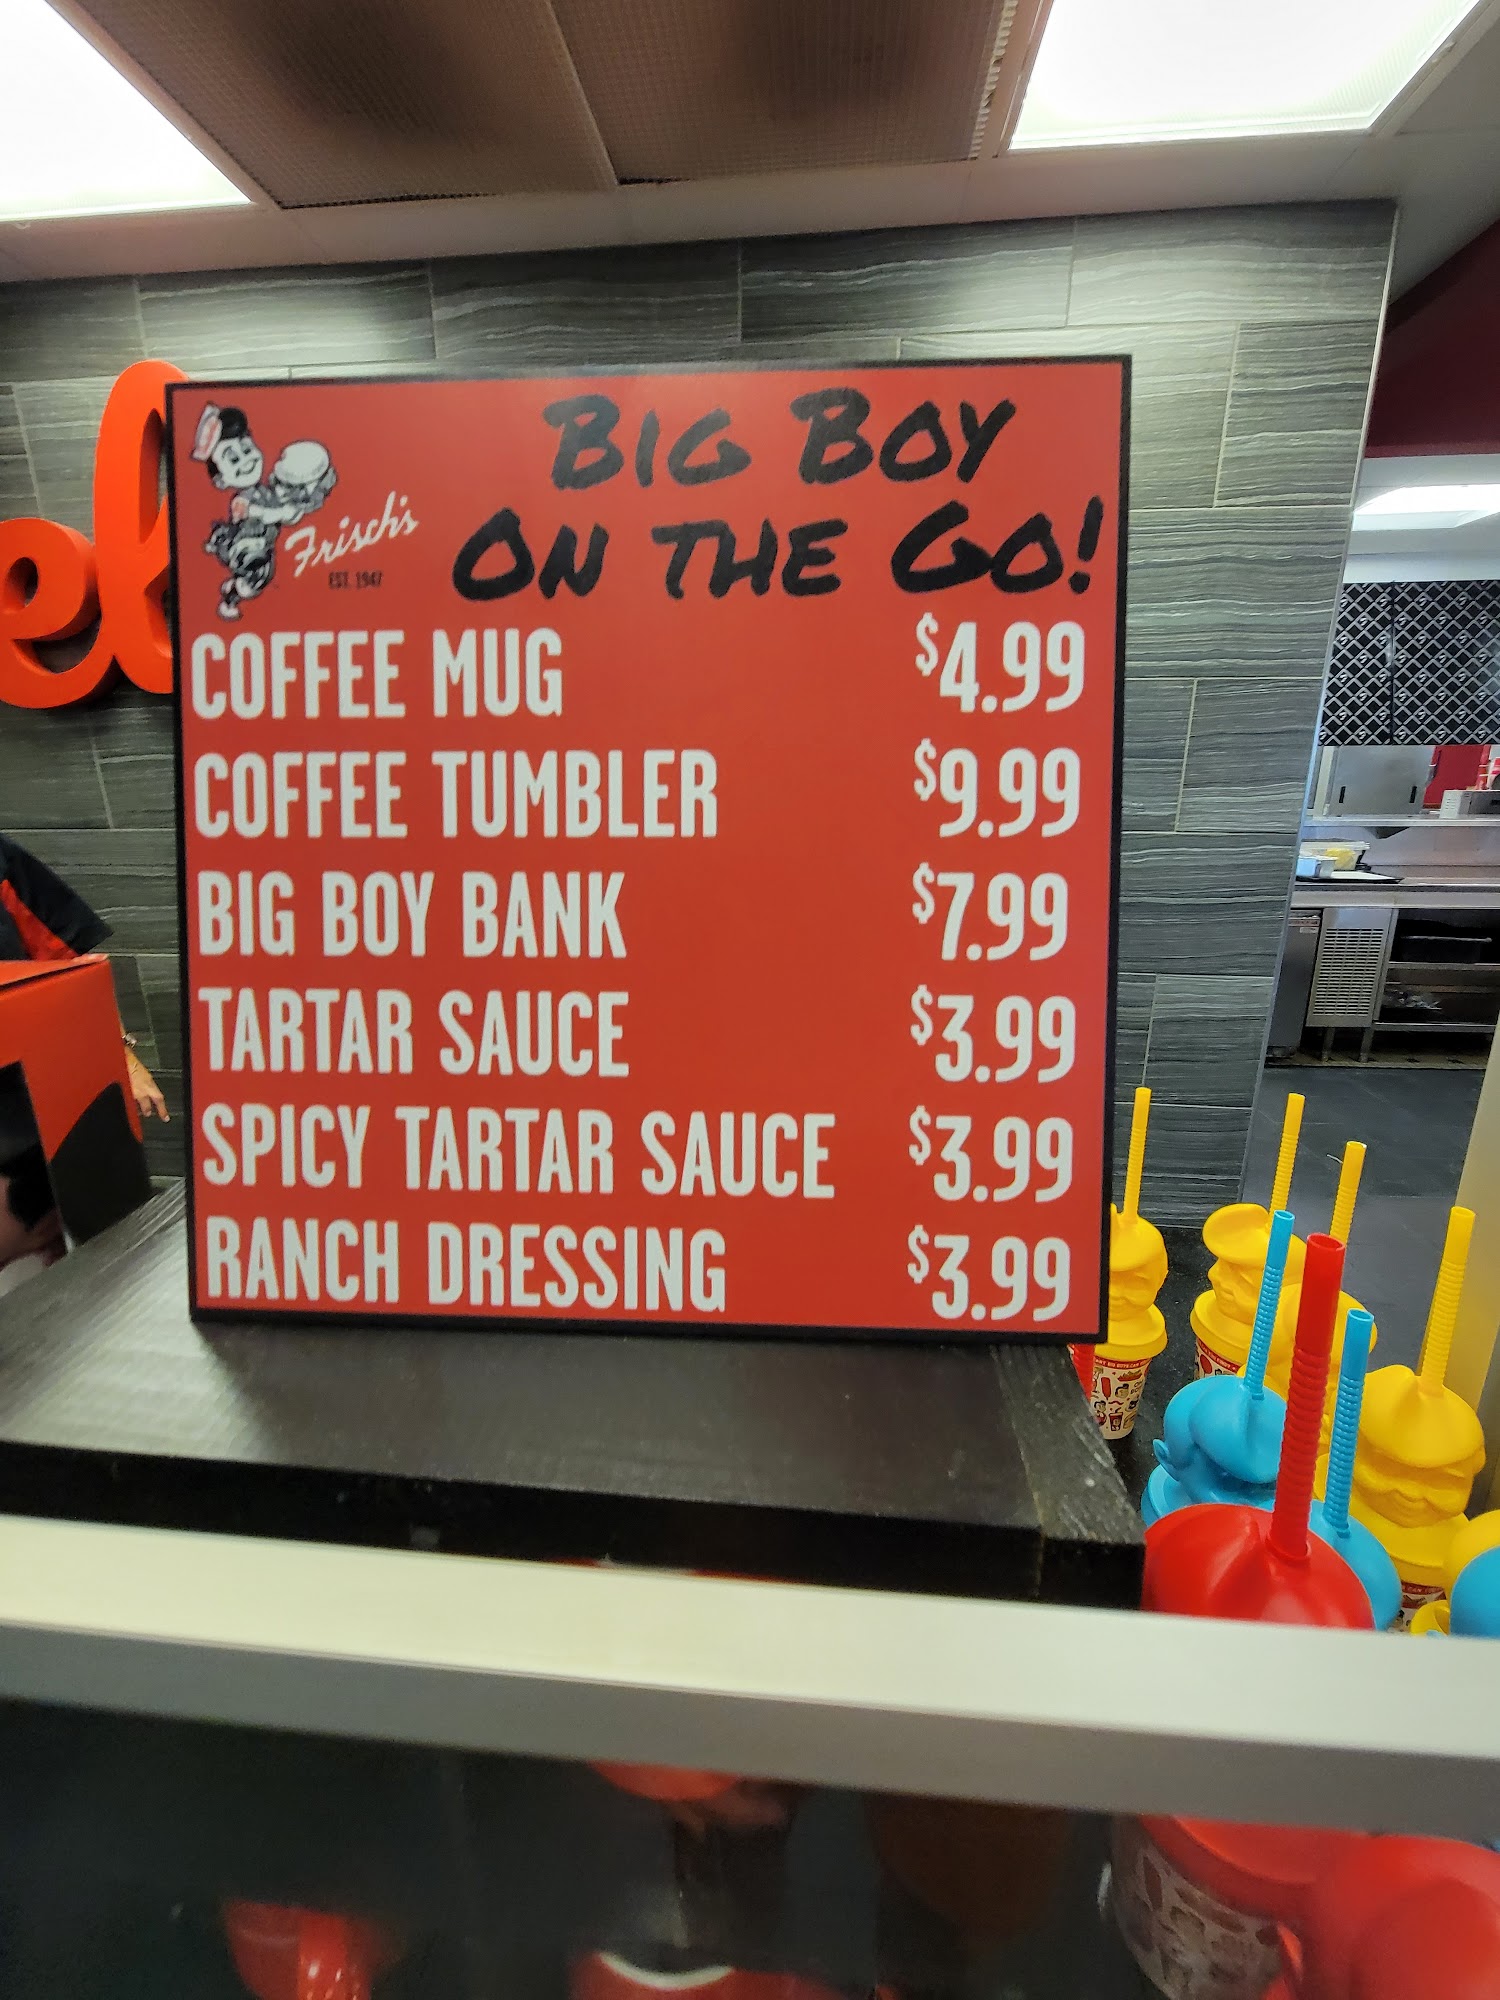 Frisch's
EST. 1947
BIG BOY
ON THE GO!
COFFEE MUG $4.99
COFFEE TUMBLER $9.99
BIG BOY BANK $7.99
TARTAR SAUCE $3.99
SPICY TARTAR SAUCE $3.99
RANCH DRESSING $3.99